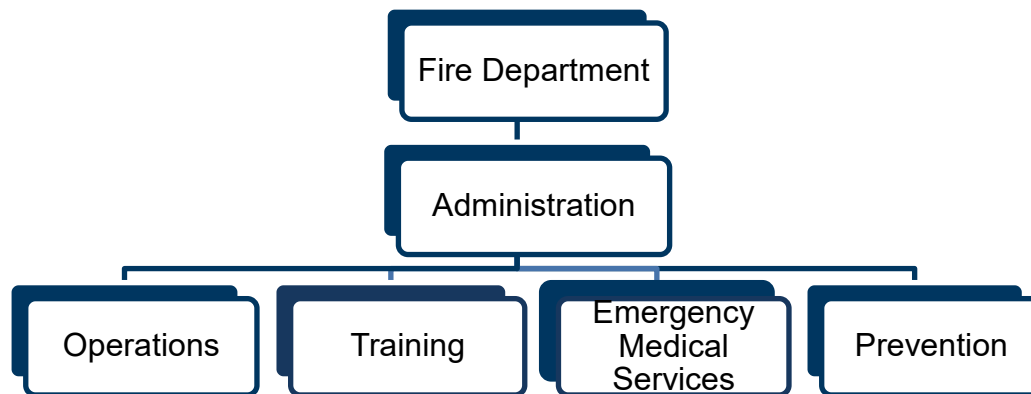 Fire Department
Administration
Operations
Training
Emergency
Medical
Services
Prevention